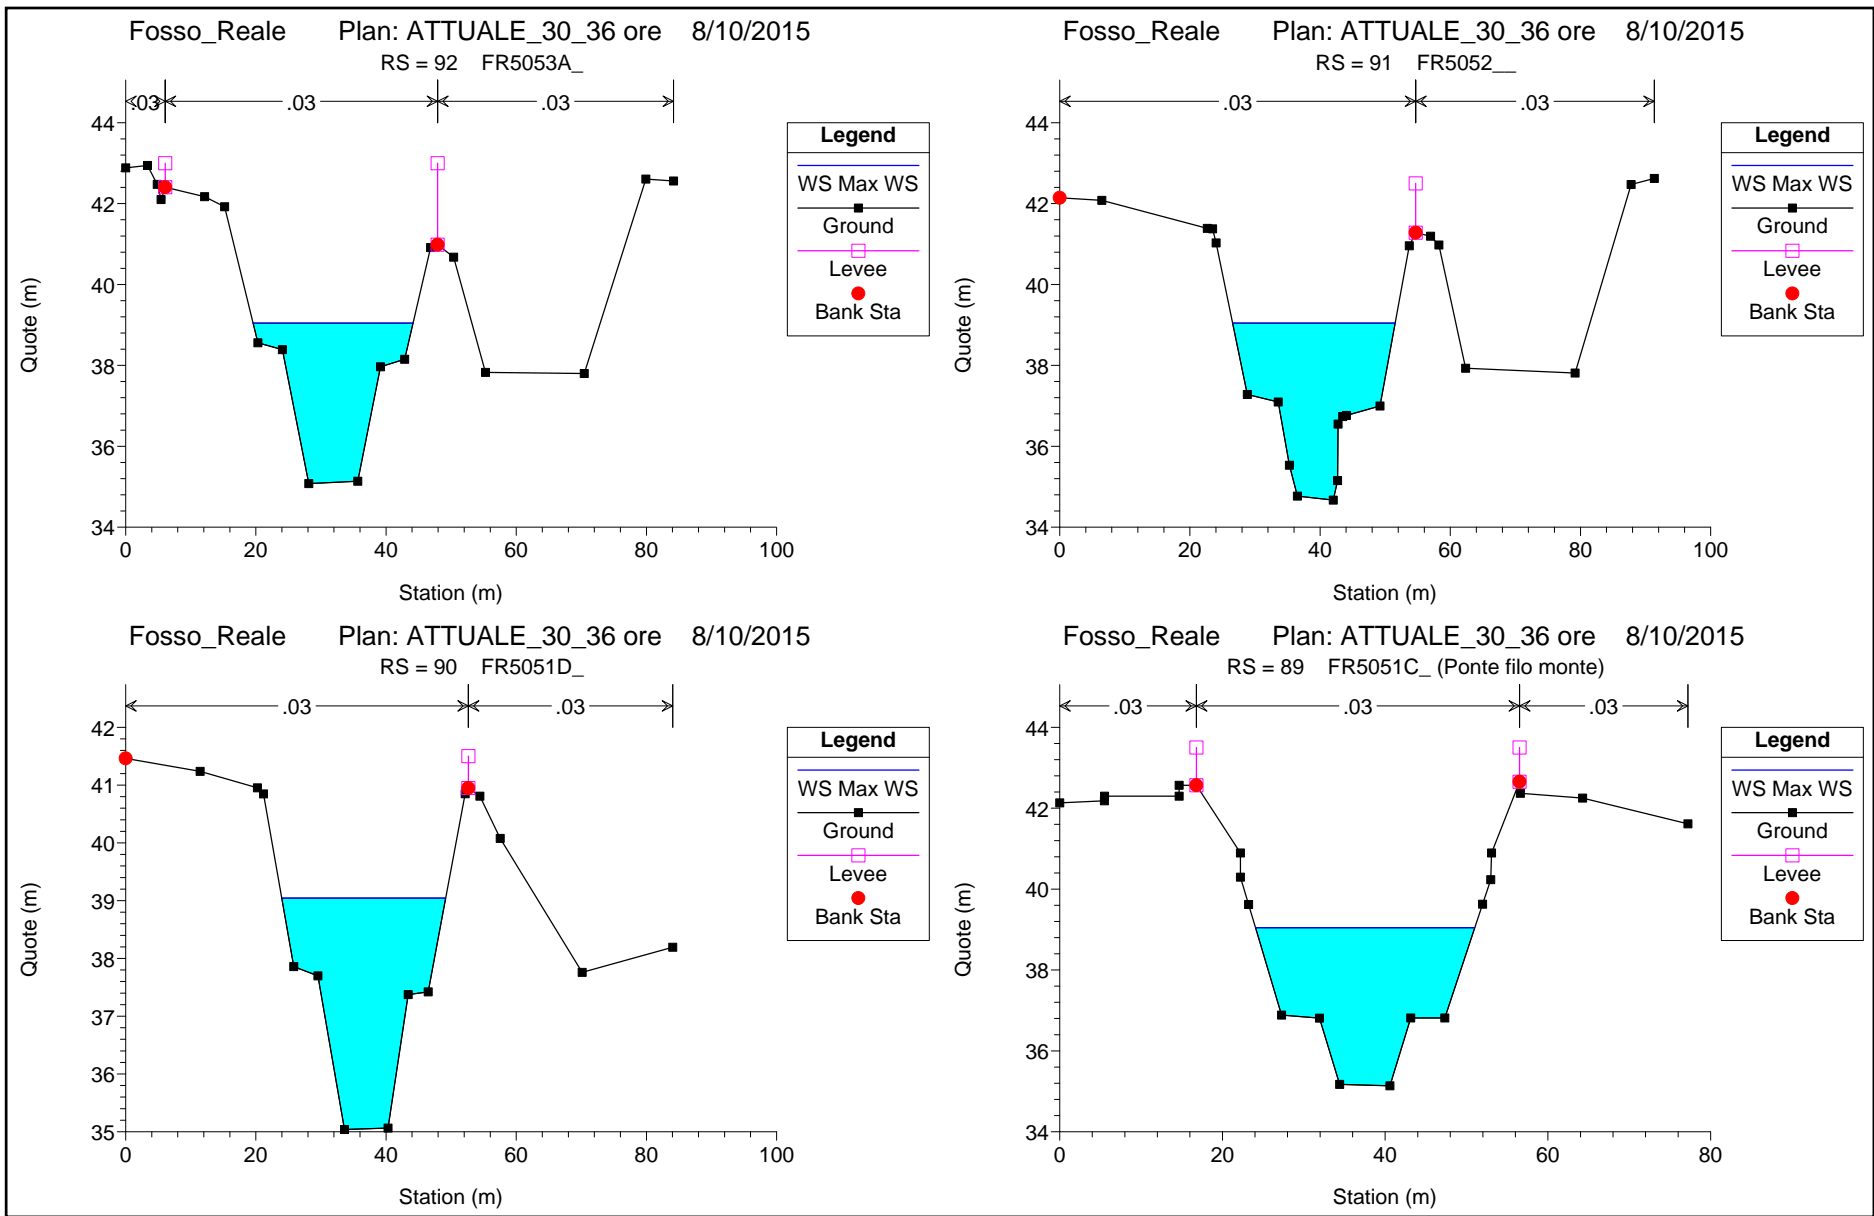 Fosso_Reale Plan: ATTUALE_30_36 ore 8/10/2015
RS = 92 FR5053A_
.03 .03 .03
44
42
40
38
36
34
0 20 40 60 80 100
Quote (m)
Station (m)
Legend
WS Max WS
Ground
Levee
Bank Sta
Fosso_Reale Plan: ATTUALE_30_36 ore 8/10/2015
RS = 91 FR5052__
.03 .03
44
42
40
38
36
34
0 20 40 60 80 100
Quote (m)
Station (m)
Legend
WS Max WS
Ground
Levee
Bank Sta
Fosso_Reale Plan: ATTUALE_30_36 ore 8/10/2015
RS = 90 FR5051D_
.03 .03
42
41
40
39
38
37
36
35
0 20 40 60 80 100
Quote (m)
Station (m)
Legend
WS Max WS
Ground
Levee
Bank Sta
Fosso_Reale Plan: ATTUALE_30_36 ore 8/10/2015
RS = 89 FR5051C_ (Ponte filo monte)
.03 .03 .03
44
42
40
38
36
34
0 20 40 60 80
Quote (m)
Station (m)
Legend
WS Max WS
Ground
Levee
Bank Sta